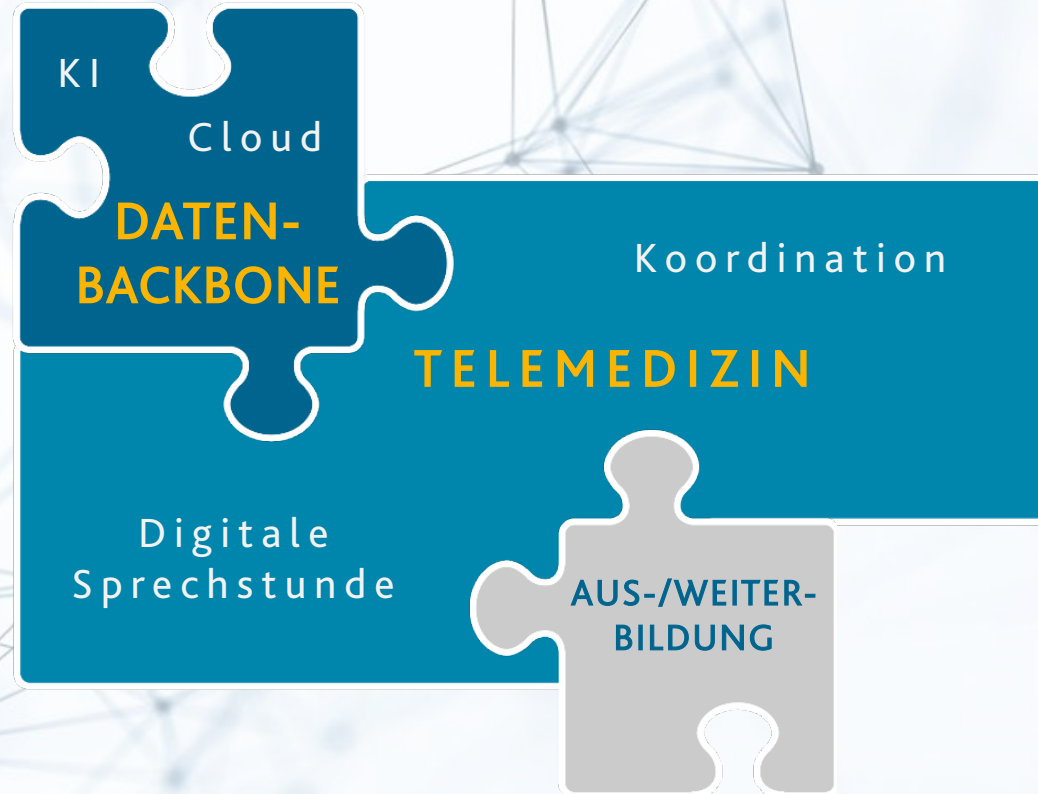 KI
Cloud
DATEN-
BACKBONE
Koordination
TELEMEDIZIN
Digitale
Sprechstunde
AUS-/WEITER-
BILDUNG